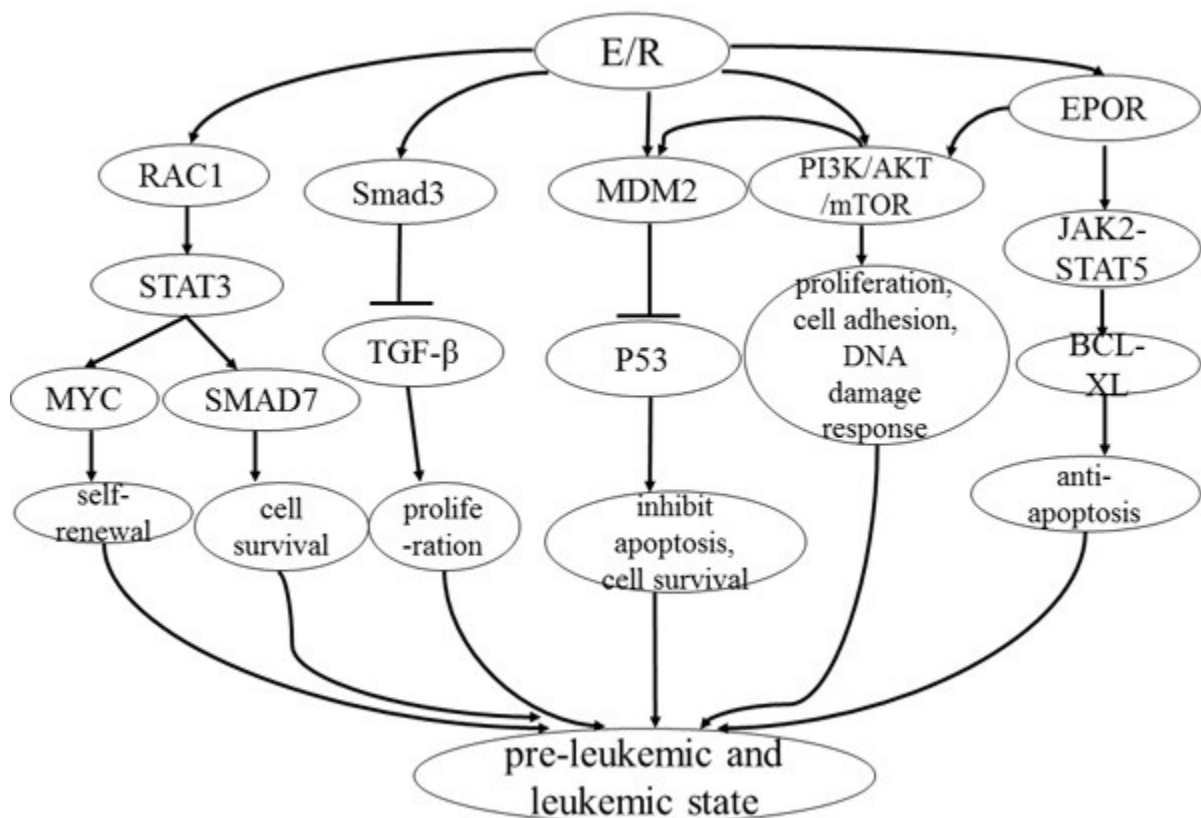 E/R
EPOR
RAC1
Smad3
MDM2
PI3K/AKT
/mTOR
STAT3
JAK2-
STAT5
MYC
SMAD7
TGF-β
P53
proliferation,
cell adhesion,
DNA
damage
response
BCL-
XL
self-
renewal
cell
survival
prolife
-ration
inhibit
apoptosis,
cell survival
anti-
apoptosis
pre-leukemic and
leukemic state